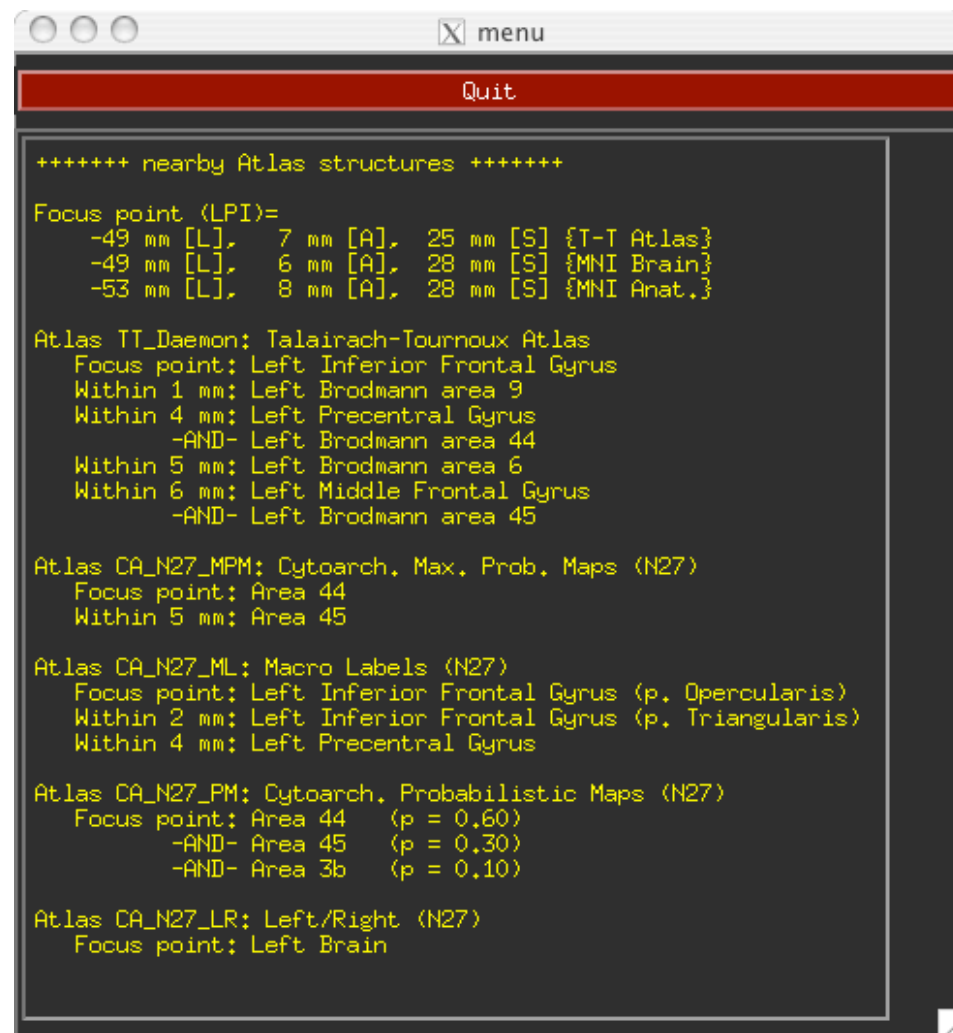 X menu
Quit
+++++++ nearby Atlas structures +++++++
Focus point (LPI)=
-49 mm [L],   7 mm [A],  25 mm [S] {T-T Atlas}
-49 mm [L],   6 mm [A],  28 mm [S] {MNI Brain}
-53 mm [L],   8 mm [A],  28 mm [S] {MNI Anat.}
Atlas TT_Daemon: Talairach-Tournoux Atlas
Focus point: Left Inferior Frontal Gyrus
Within 1 mm: Left Brodmann area 9
Within 4 mm: Left Precentral Gyrus
-AND- Left Brodmann area 44
Within 5 mm: Left Brodmann area 6
Within 6 mm: Left Middle Frontal Gyrus
-AND- Left Brodmann area 45
Atlas CA_N27_MPM: Cytoarch. Max. Prob. Maps (N27)
Focus point: Area 44
Within 5 mm: Area 45
Atlas CA_N27_ML: Macro Labels (N27)
Focus point: Left Inferior Frontal Gyrus (p. Opercularis)
Within 2 mm: Left Inferior Frontal Gyrus (p. Triangularis)
Within 4 mm: Left Precentral Gyrus
Atlas CA_N27_PM: Cytoarch. Probabilistic Maps (N27)
Focus point: Area 44   (p = 0.60)
-AND- Area 45   (p = 0.30)
-AND- Area 3b   (p = 0.10)
Atlas CA_N27_LR: Left/Right (N27)
Focus point: Left Brain